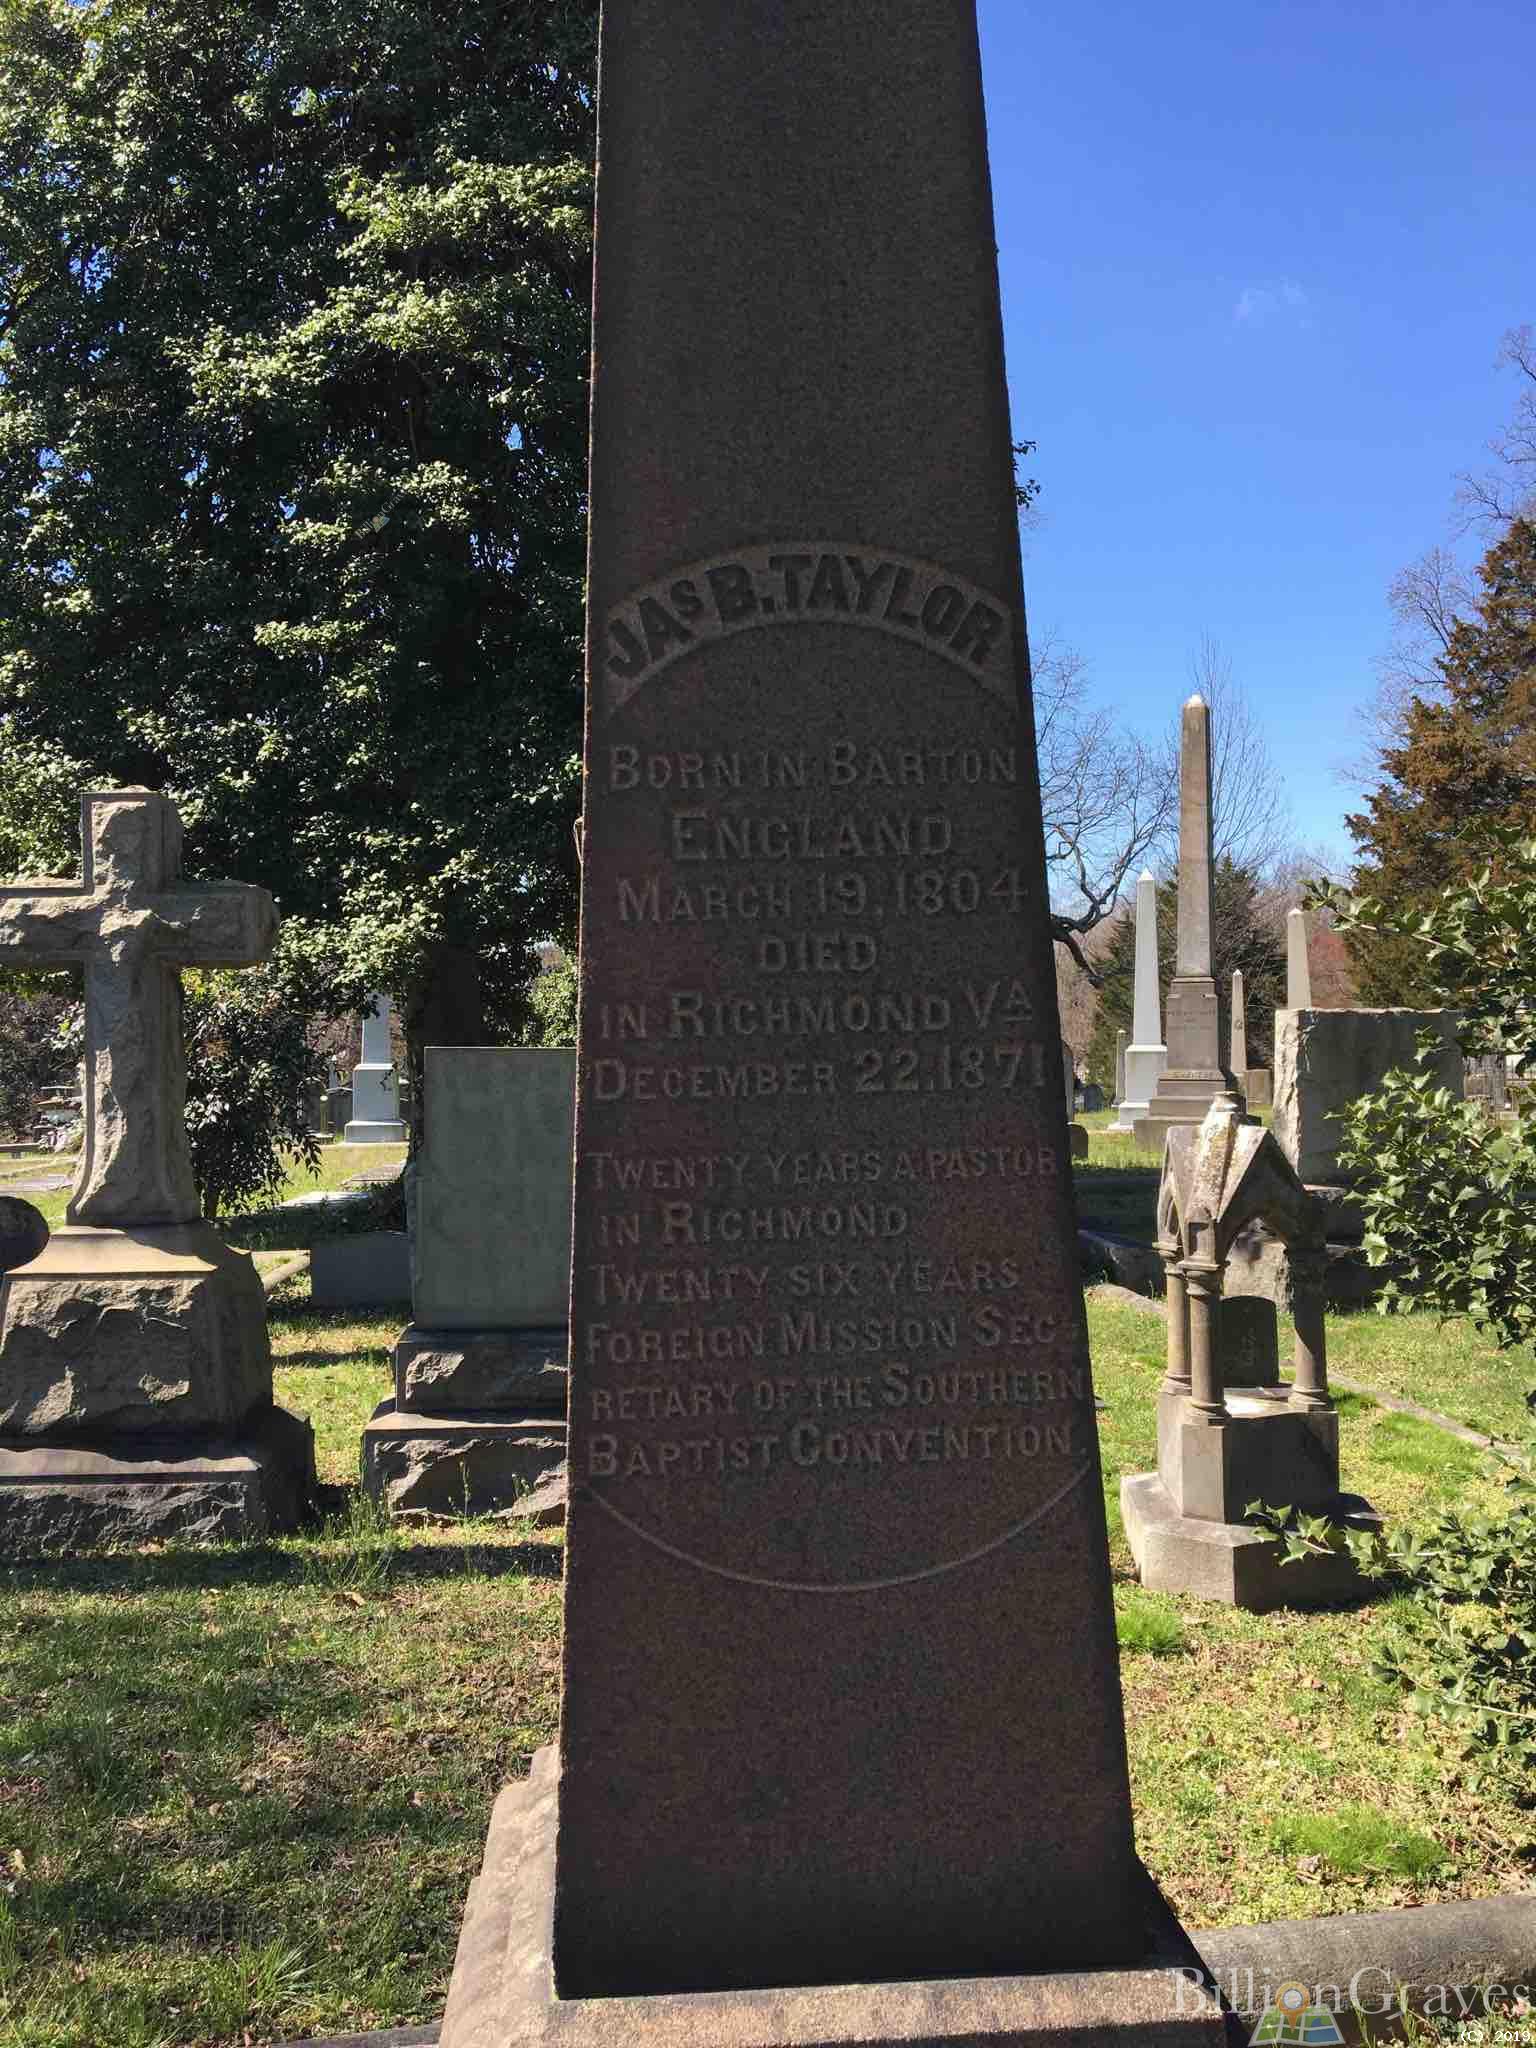 JAS B. TAYLOR
BORN IN BARTON
ENGLAND
MARCH 19, 1804
DIED
IN RICHMOND VA
DECEMBER 22, 1871
TWENTY YEARS A PASTOR
IN RICHMOND
TWENTY SIX YEARS
FOREIGN MISSION SEC-
RETARY OF THE SOUTHERN
BAPTIST CONVENTION.
BillionGraves
(C) 2019